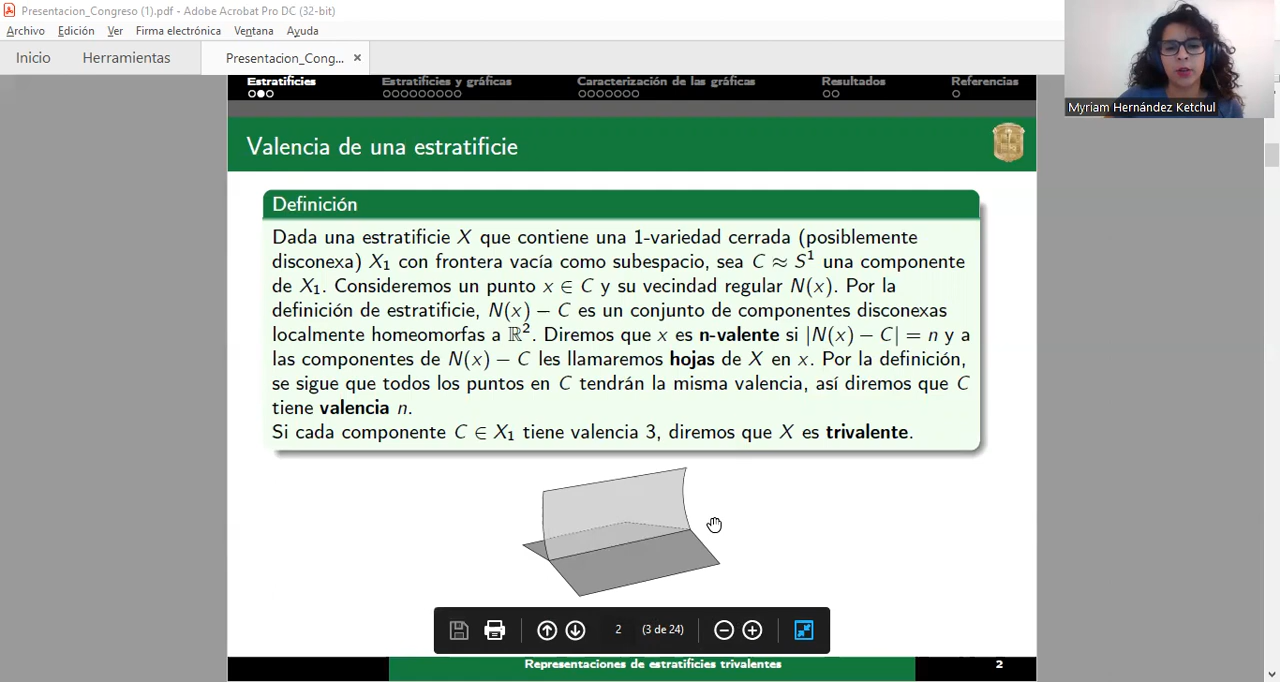 Presentacion_Congreso (1).pdf - Adobe Acrobat Pro DC (32-bit)
Archivo Edición Ver Firma electrónica Ventana Ayuda
Inicio Herramientas Presentacion_Cong... ×
Estratificies Estratificies y gráficas Caracterización de las gráficas Resultados Referencias
Myriam Hernández Ketchul
Valencia de una estratificie
Definición
Dada una estratificie X que contiene una 1-variedad cerrada (posiblemente
disconexa) X₁ con frontera vacía como subespacio, sea C ≈ S¹ una componente
de X₁. Consideremos un punto x ∈ C y su vecindad regular N(x). Por la
definición de estratificie, N(x) − C es un conjunto de componentes disconexas
localmente homeomorfas a ℝ². Diremos que x es n-valente si |N(x) − C| = n y a
las componentes de N(x) − C les llamaremos hojas de X en x. Por la definición,
se sigue que todos los puntos en C tendrán la misma valencia, así diremos que C
tiene valencia n.
Si cada componente C ∈ X₁ tiene valencia 3, diremos que X es trivalente.
2 (3 de 24)
Representaciones de estratificies trivalentes 2